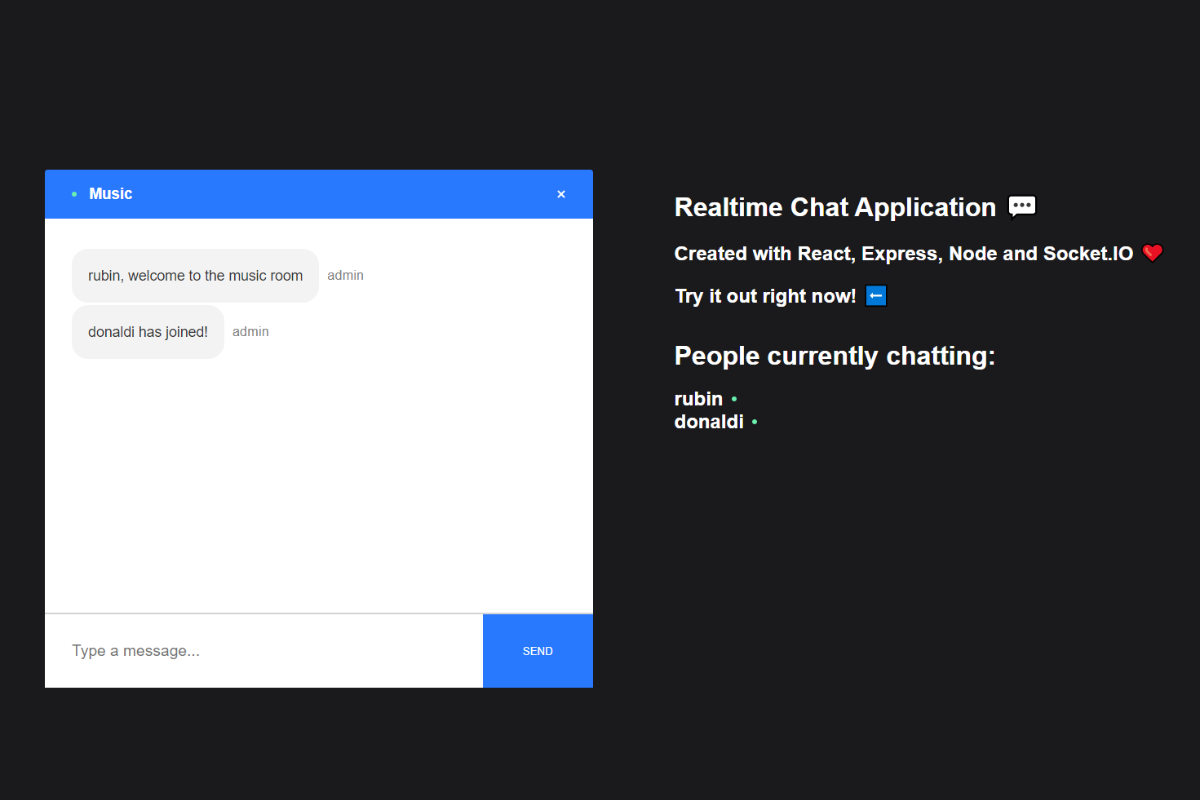 Music
×
rubin, welcome to the music room
admin
donaldi has joined!
admin
Type a message...
SEND
Realtime Chat Application 💬
Created with React, Express, Node and Socket.IO ❤️
Try it out right now! ⬅️
People currently chatting:
rubin
donaldi